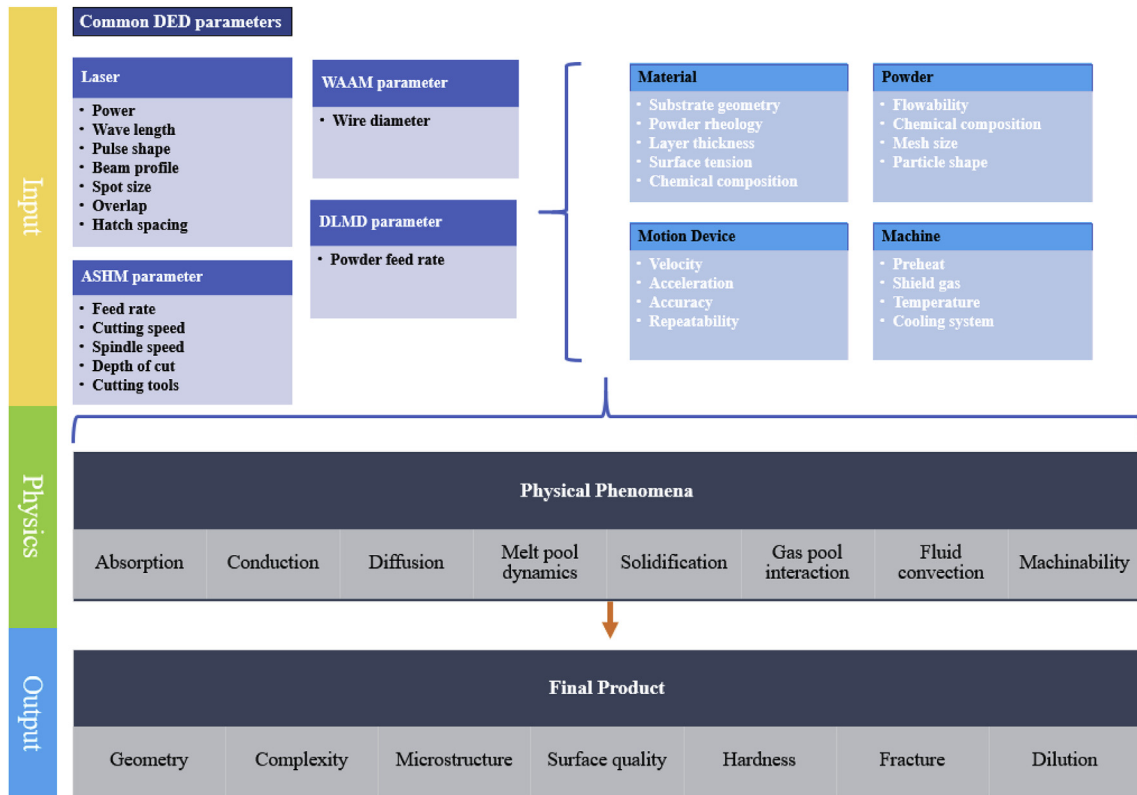 Input
Common DED parameters
Laser
• Power
• Wave length
• Pulse shape
• Beam profile
• Spot size
• Overlap
• Hatch spacing
ASHM parameter
• Feed rate
• Cutting speed
• Spindle speed
• Depth of cut
• Cutting tools
WAAM parameter
• Wire diameter
DLMD parameter
• Powder feed rate
Material
• Substrate geometry
• Powder rheology
• Layer thickness
• Surface tension
• Chemical composition
Powder
• Flowability
• Chemical composition
• Mesh size
• Particle shape
Motion Device
• Velocity
• Acceleration
• Accuracy
• Repeatability
Machine
• Preheat
• Shield gas
• Temperature
• Cooling system
Physics
Physical Phenomena
Absorption
Conduction
Diffusion
Melt pool
dynamics
Solidification
Gas pool
interaction
Fluid
convection
Machinability
Output
Final Product
Geometry
Complexity
Microstructure
Surface quality
Hardness
Fracture
Dilution